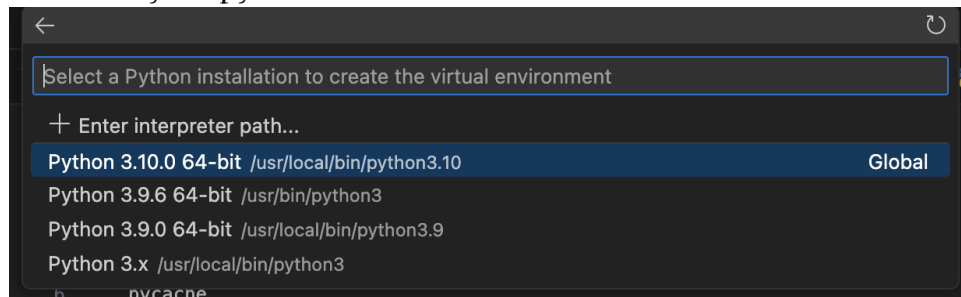 Select a Python installation to create the virtual environment
+ Enter interpreter path...
Python 3.10.0 64-bit /usr/local/bin/python3.10 Global
Python 3.9.6 64-bit /usr/bin/python3
Python 3.9.0 64-bit /usr/local/bin/python3.9
Python 3.x /usr/local/bin/python3